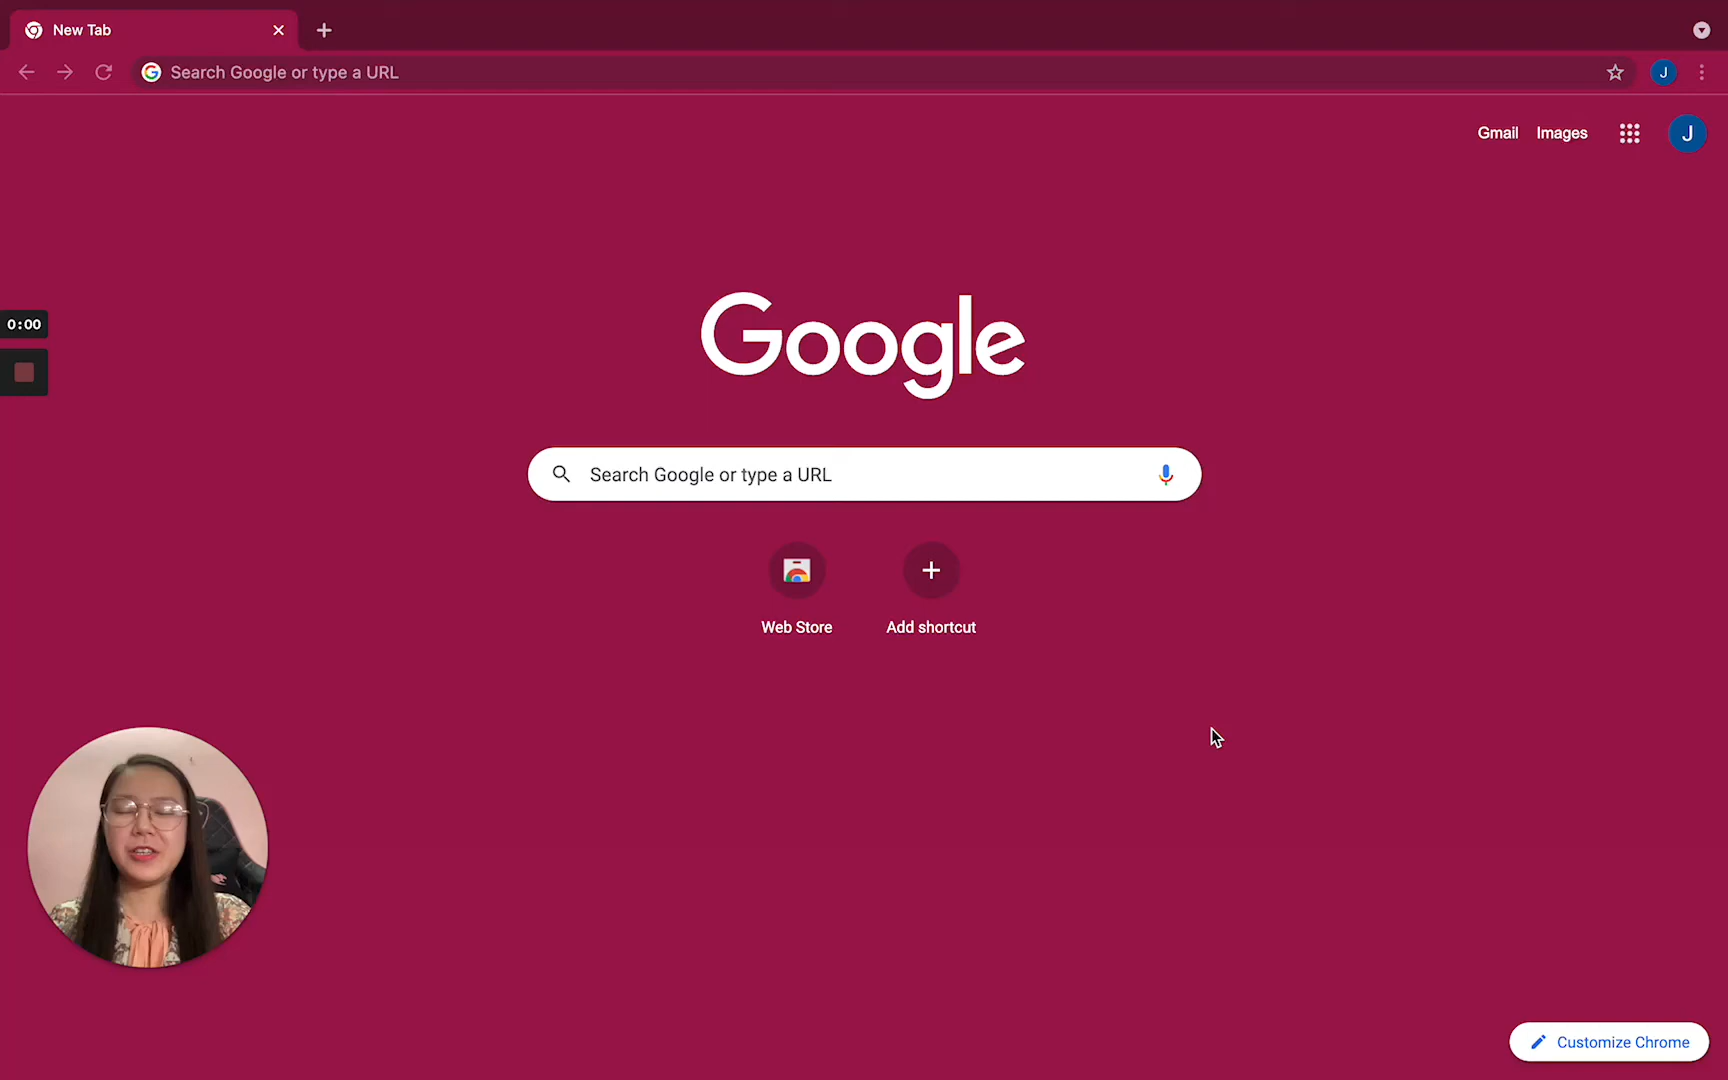 New Tab
Search Google or type a URL
J
Gmail Images
J
0:00
Google
Search Google or type a URL
Web Store Add shortcut
Customize Chrome